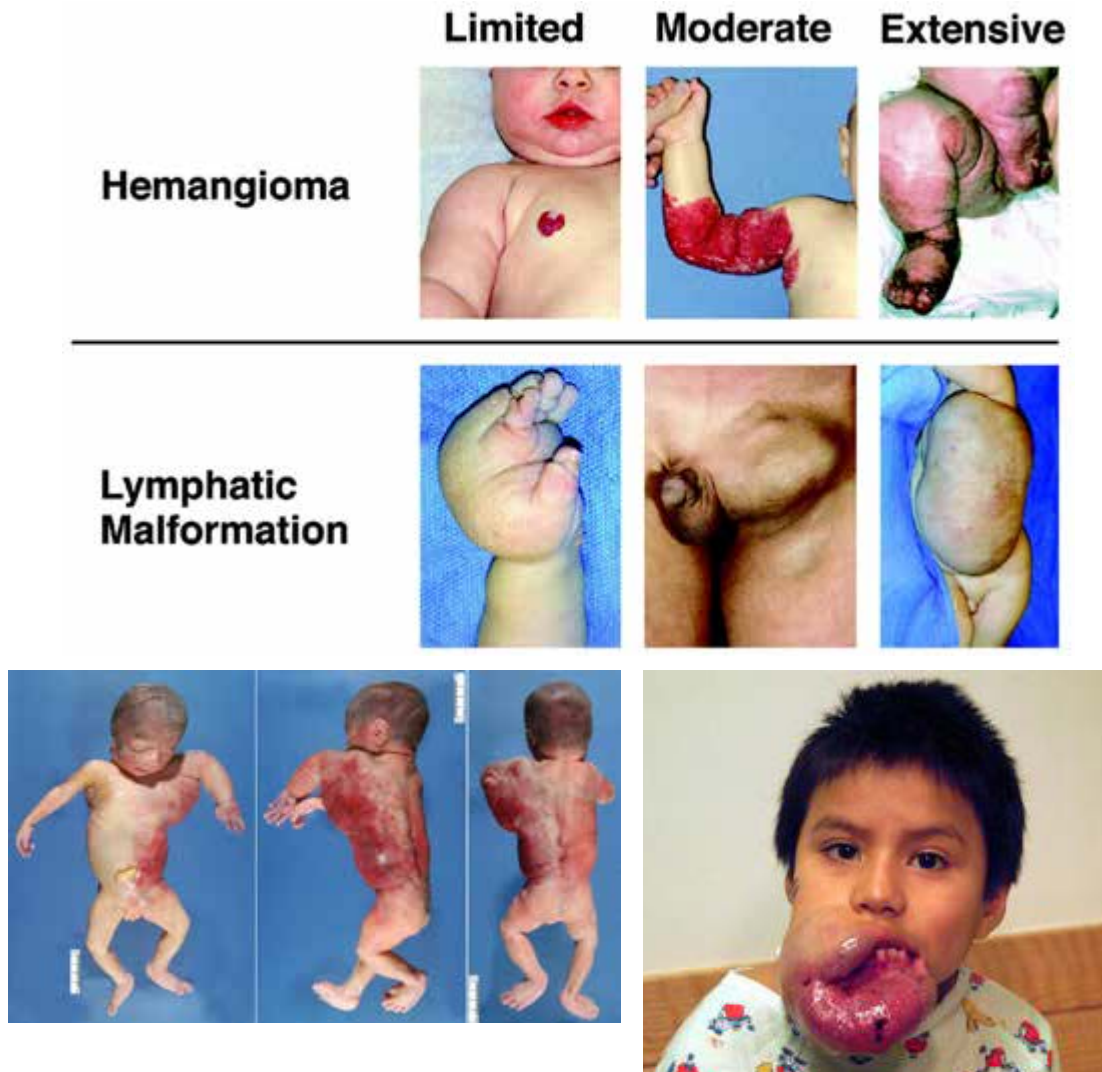 Limited Moderate Extensive
Hemangioma
Lymphatic
Malformation